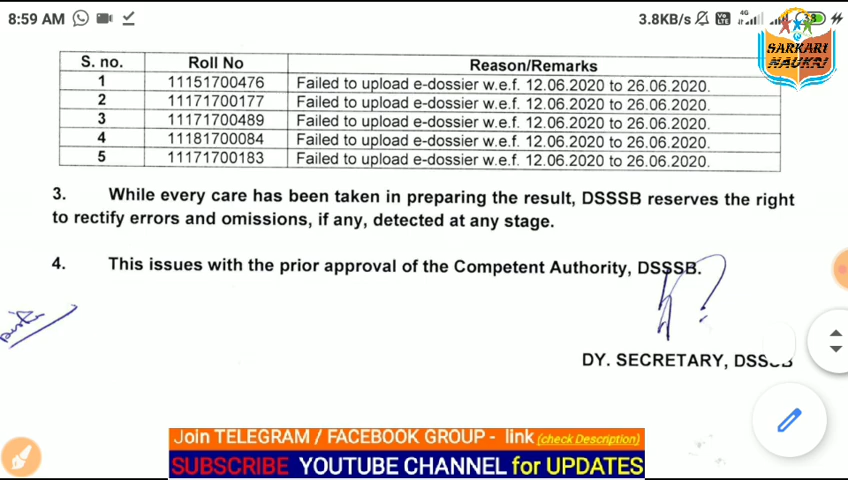 8:59 AM
3.8KB/s 4G
SARKARI
NAUKRI
S. no. Roll No Reason/Remarks
1 11151700476 Failed to upload e-dossier w.e.f. 12.06.2020 to 26.06.2020.
2 11171700177 Failed to upload e-dossier w.e.f. 12.06.2020 to 26.06.2020.
3 11171700489 Failed to upload e-dossier w.e.f. 12.06.2020 to 26.06.2020.
4 11181700084 Failed to upload e-dossier w.e.f. 12.06.2020 to 26.06.2020.
5 11171700183 Failed to upload e-dossier w.e.f. 12.06.2020 to 26.06.2020.
3. While every care has been taken in preparing the result, DSSSB reserves the right
to rectify errors and omissions, if any, detected at any stage.
4. This issues with the prior approval of the Competent Authority, DSSSB.
DY. SECRETARY, DSSSB
Join TELEGRAM / FACEBOOK GROUP - link (check Description)
SUBSCRIBE YOUTUBE CHANNEL for UPDATES